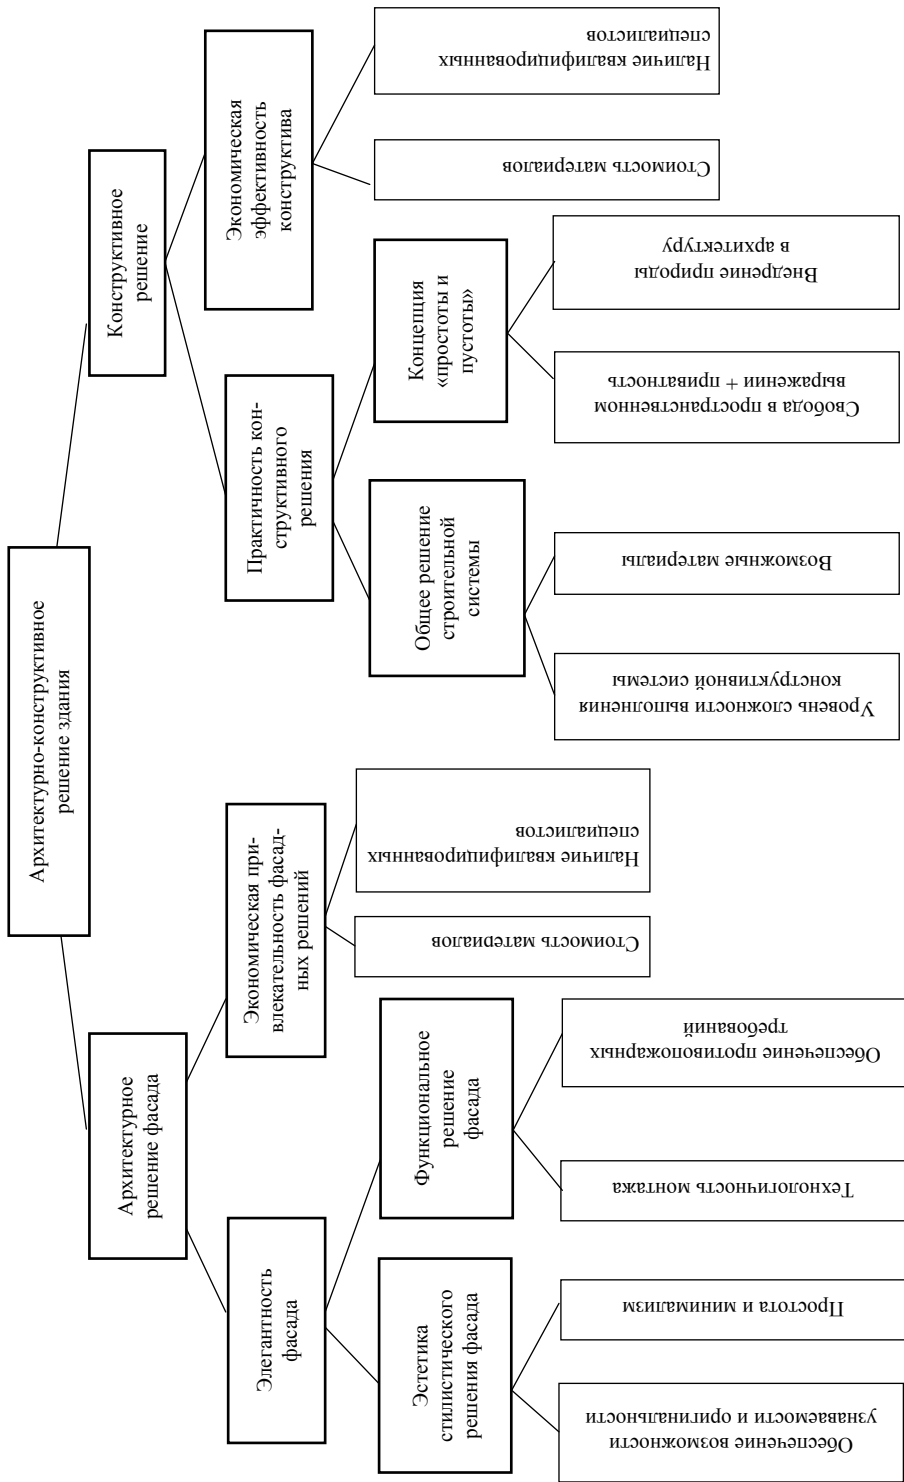 Архитектурно-конструктивное
решение здания
Архитектурное
решение фасада
Конструктивное
решение
Элегантность
фасада
Экономическая при-
влекательность фасад-
ных решений
Практичность кон-
структивного
решения
Экономическая
эффективность
конструктива
Эстетика
стилистического
решения фасада
Функциональное
решение
фасада
Стоимость материалов
Наличие квалифицированных
специалистов
Общее решение
строительной
системы
Концепция
«простоты и
пустоты»
Стоимость материалов
Наличие квалифицированных
специалистов
Обеспечение возможности
узнаваемости и оригинальности
Простота и минимализм
Технологичность монтажа
Обеспечение противопожарных
требований
Уровень сложности выполнения
конструктивной системы
Возможные материалы
Свобода в пространственном
выражении + приватность
Внедрение природы
в архитектуру